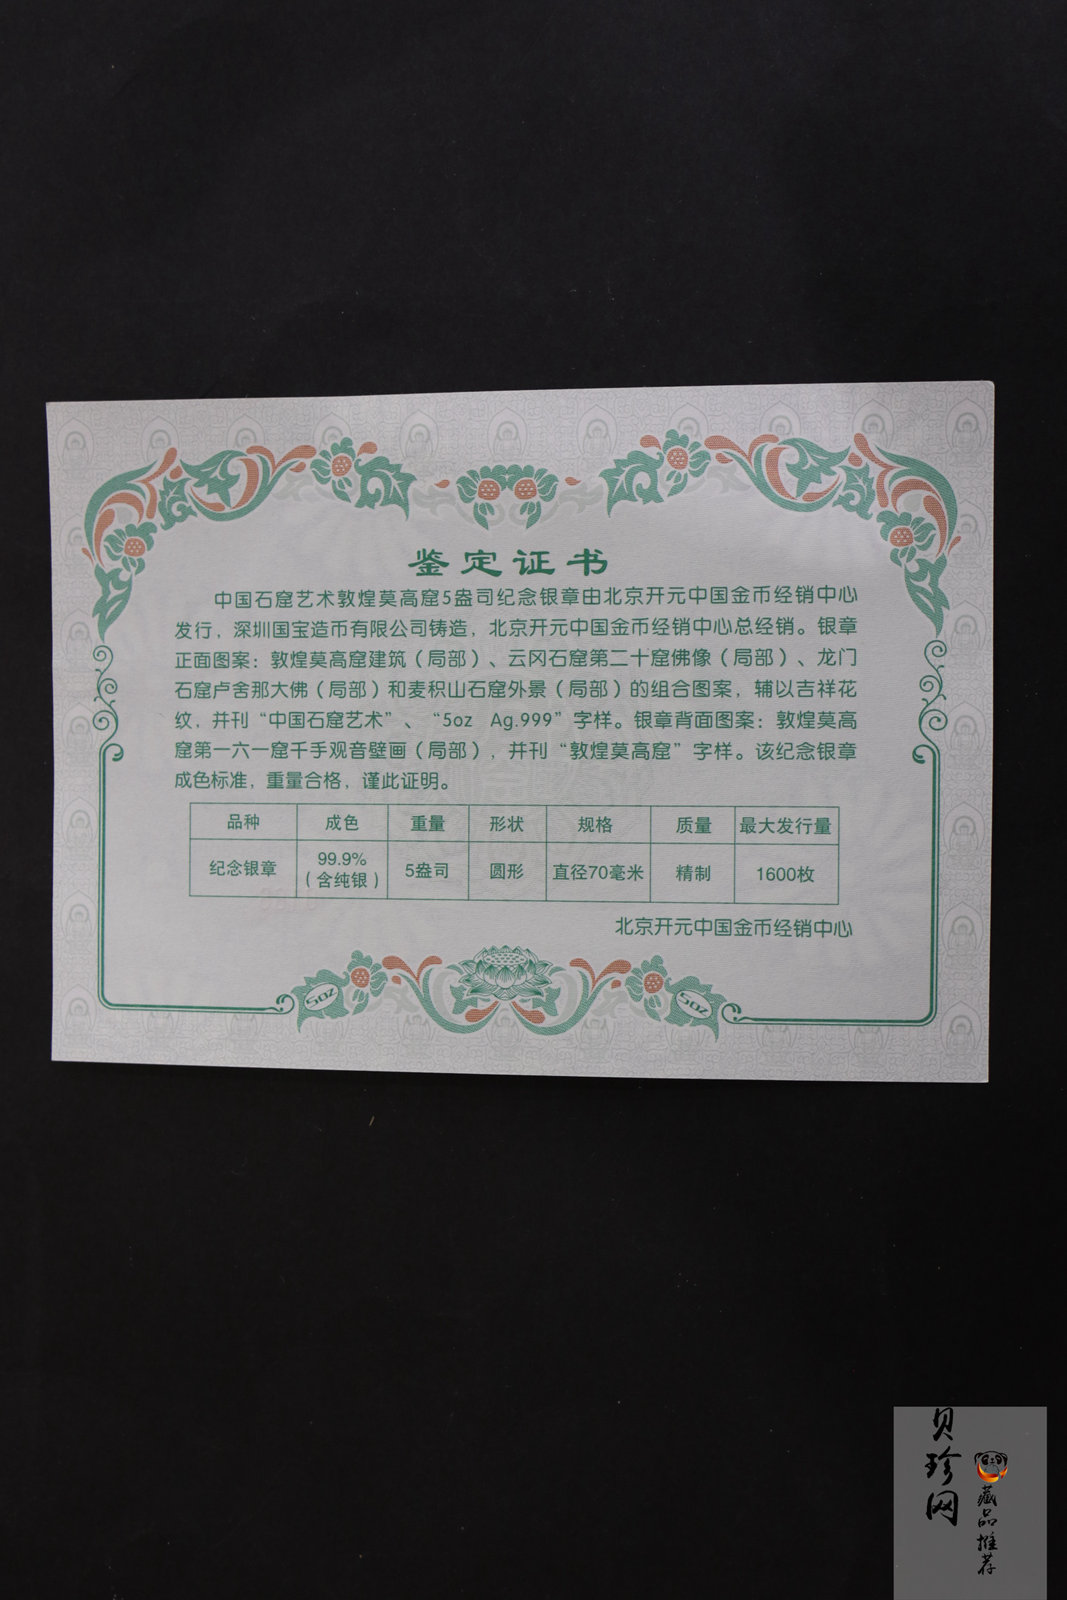 鉴定证书
中国石窟艺术敦煌莫高窟5盎司纪念银章由北京开元中国金币经销中心
发行，深圳国宝造币有限公司铸造，北京开元中国金币经销中心总经销。银章
正面图案：敦煌莫高窟建筑（局部）、云冈石窟第二十窟佛像（局部）、龙门
石窟卢舍那大佛（局部）和麦积山石窟外景（局部）的组合图案，辅以吉祥花
纹，并刊“中国石窟艺术”、“5oz Ag.999”字样。银章背面图案：敦煌莫高
窟第一六一窟千手观音壁画（局部），并刊“敦煌莫高窟”字样。该纪念银章
成色标准，重量合格，谨此证明。
品种 成色 重量 形状 规格 质量 最大发行量
纪念银章 99.9%（含纯银） 5盎司 圆形 直径70毫米 精制 1600枚
北京开元中国金币经销中心
5oz 5oz
贝珍网
藏品推荐